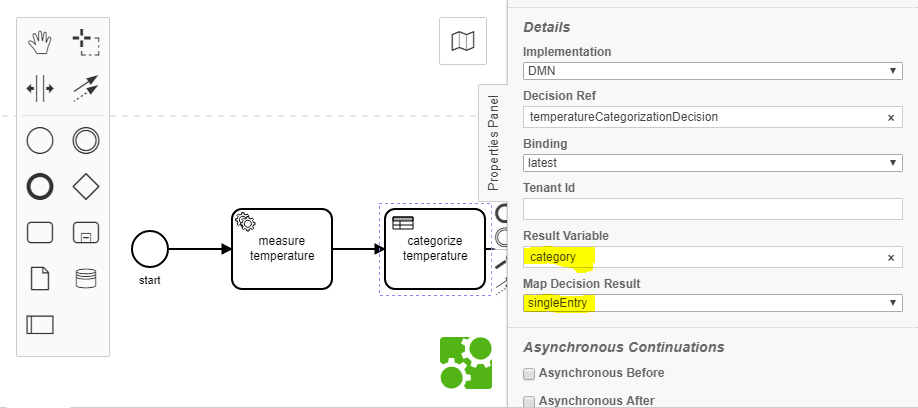 start
measure
temperature
categorize
temperature
Properties Panel
Details
Implementation
DMN
Decision Ref
temperatureCategorizationDecision
×
Binding
latest
Tenant Id
Result Variable
category
×
Map Decision Result
singleEntry
Asynchronous Continuations
Asynchronous Before
Asynchronous After